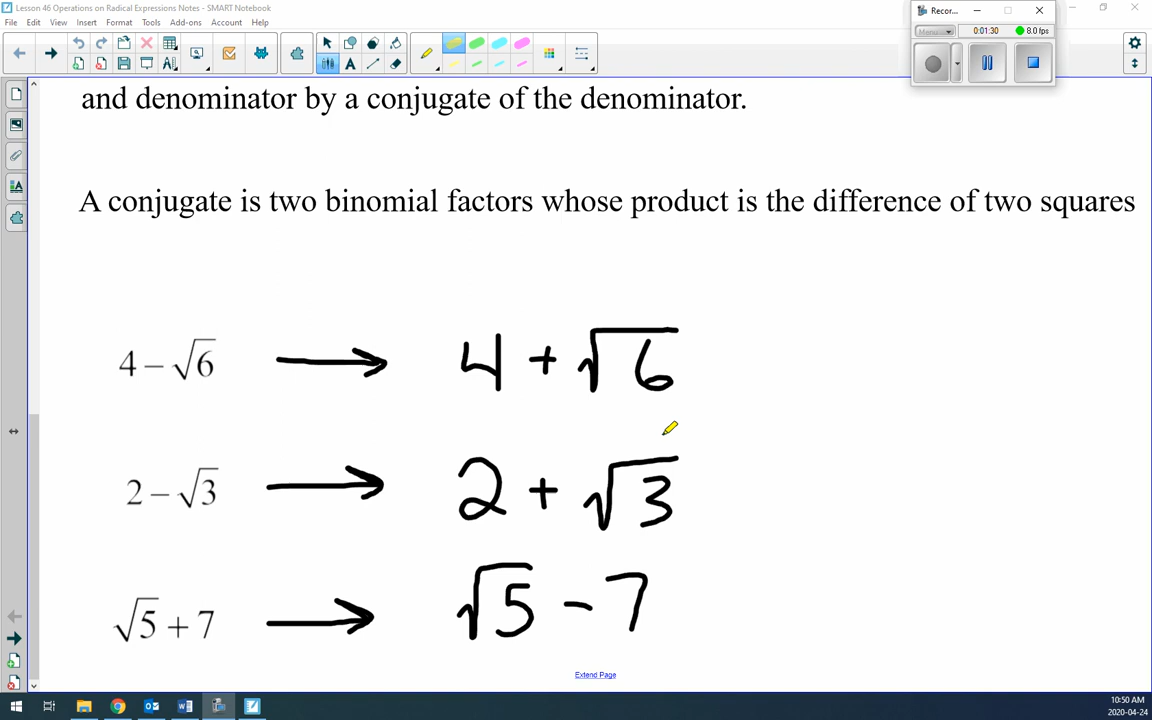 Lesson 46 Operations on Radical Expressions Notes - SMART Notebook
File Edit View Insert Format Tools Add-ons Account Help
Recor...
Menu
0:01:30
8.0 fps
and denominator by a conjugate of the denominator.
A conjugate is two binomial factors whose product is the difference of two squares
4 − √6 → 4 + √6
2 − √3 → 2 + √3
√5 + 7 → √5 − 7
Extend Page
10:50 AM
2020-04-24